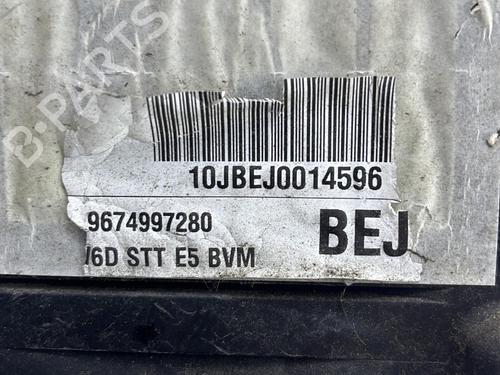 B-PARTS
10JBEJ0014596
9674997280
BEJ
/6D STT E5 BVM